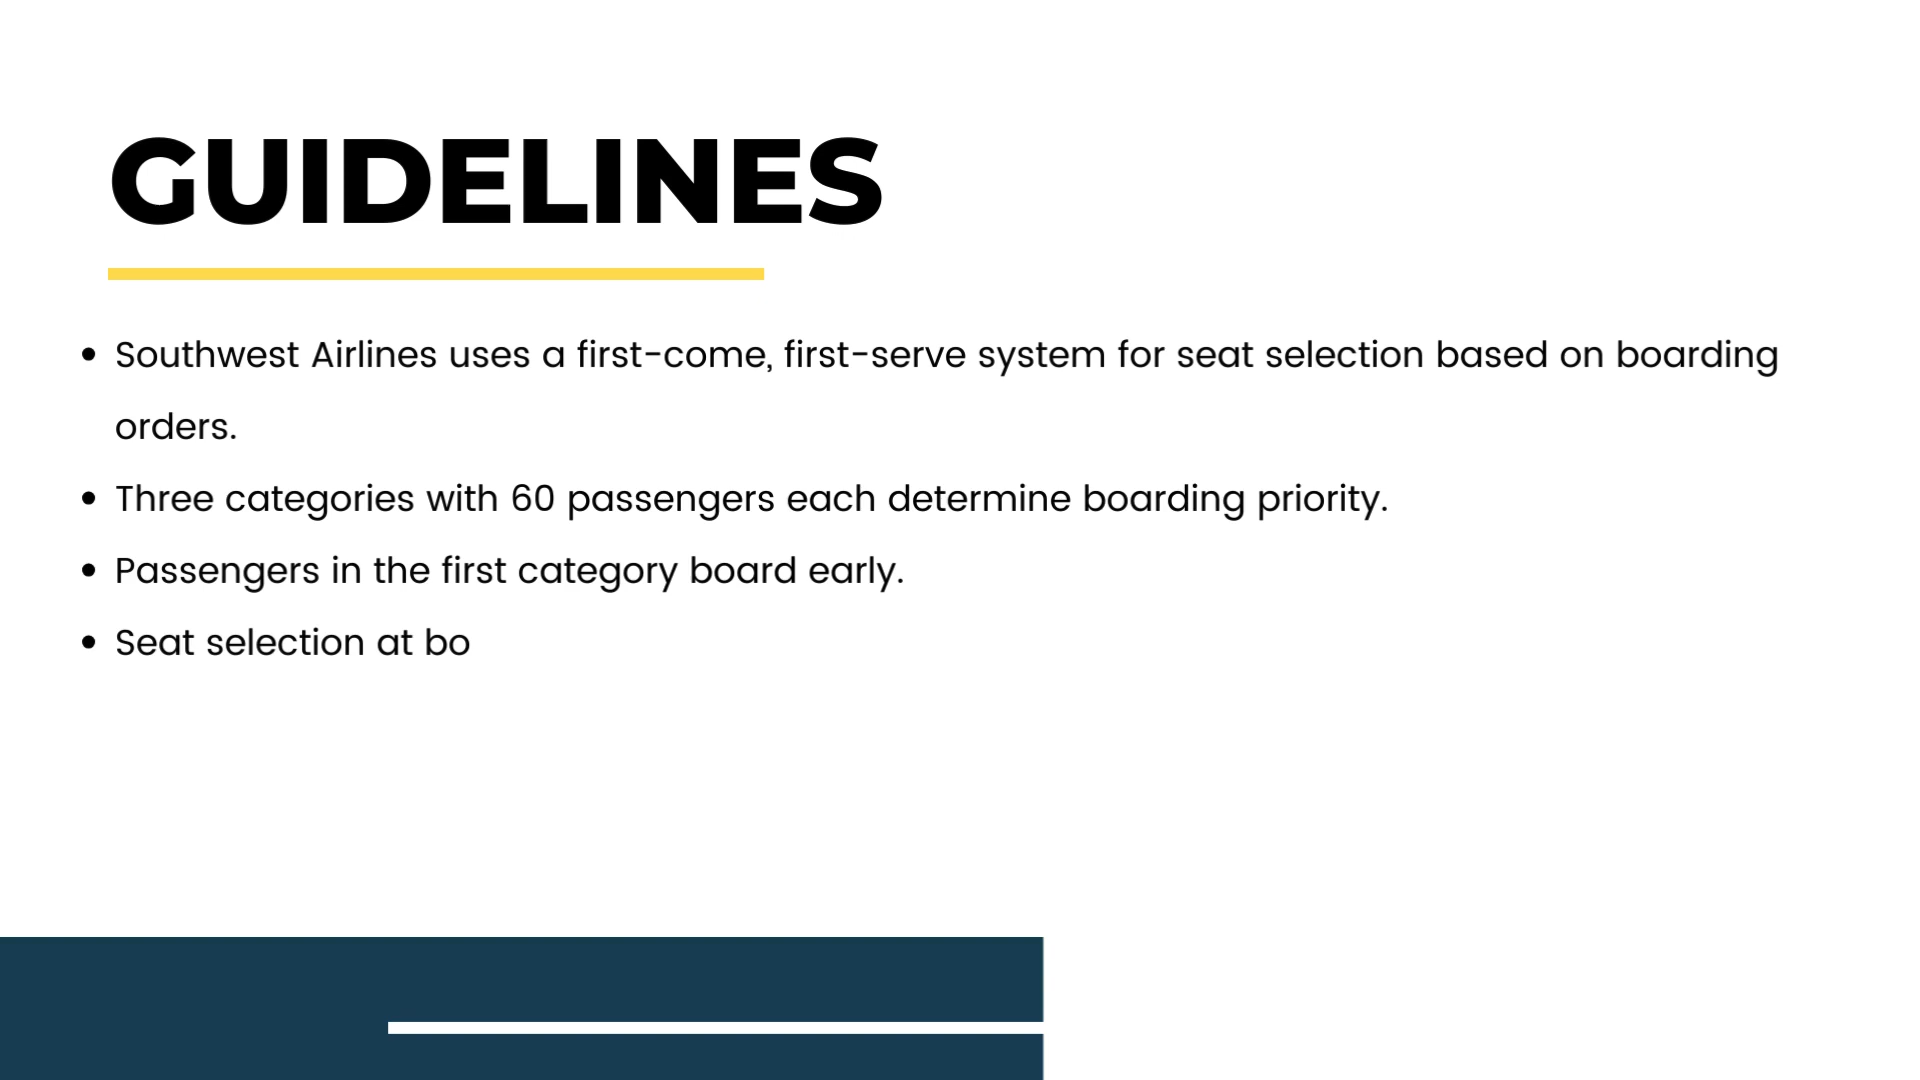 GUIDELINES
• Southwest Airlines uses a first-come, first-serve system for seat selection based on boarding
orders.
• Three categories with 60 passengers each determine boarding priority.
• Passengers in the first category board early.
• Seat selection at bo